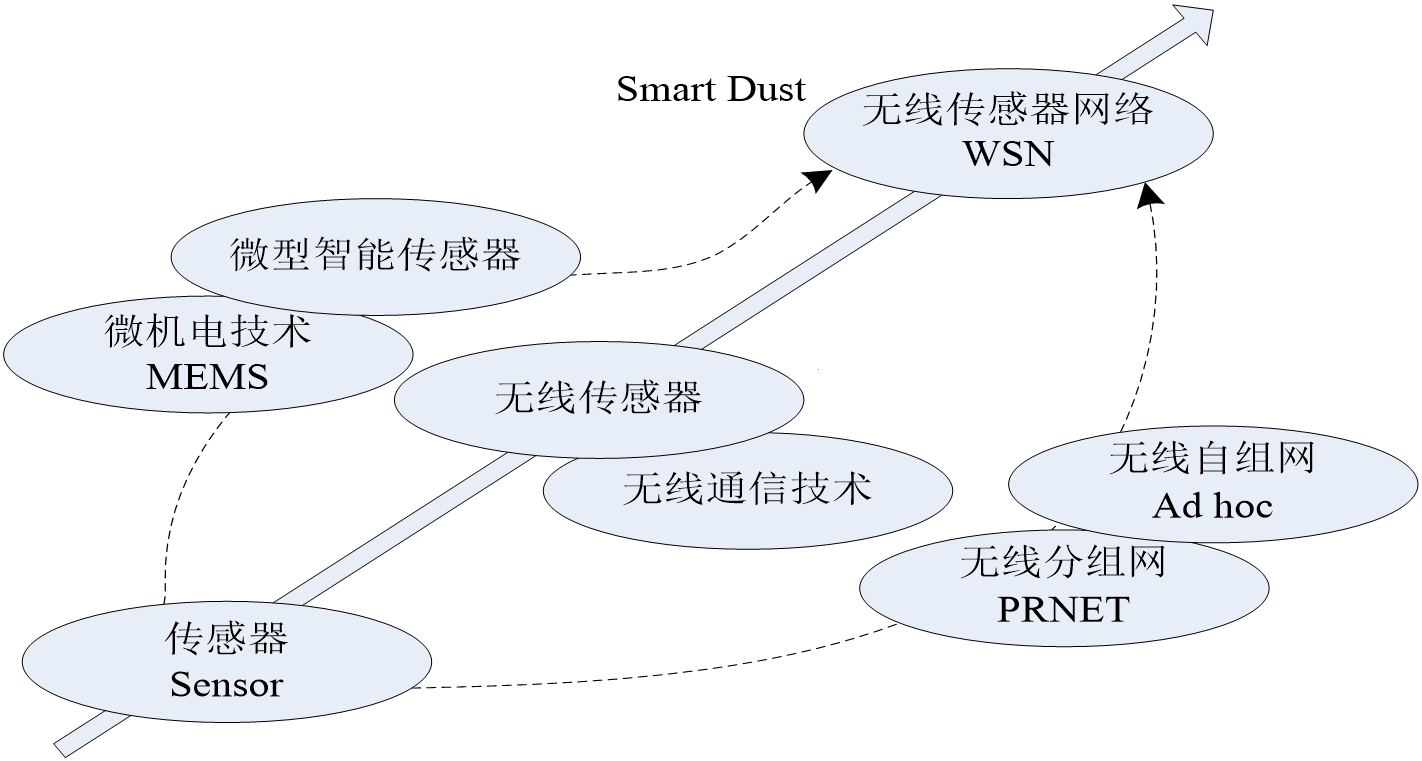 Smart Dust
无线传感器网络
WSN
微型智能传感器
微机电技术
MEMS
无线传感器
无线通信技术
无线自组网
Ad hoc
无线分组网
PRNET
传感器
Sensor